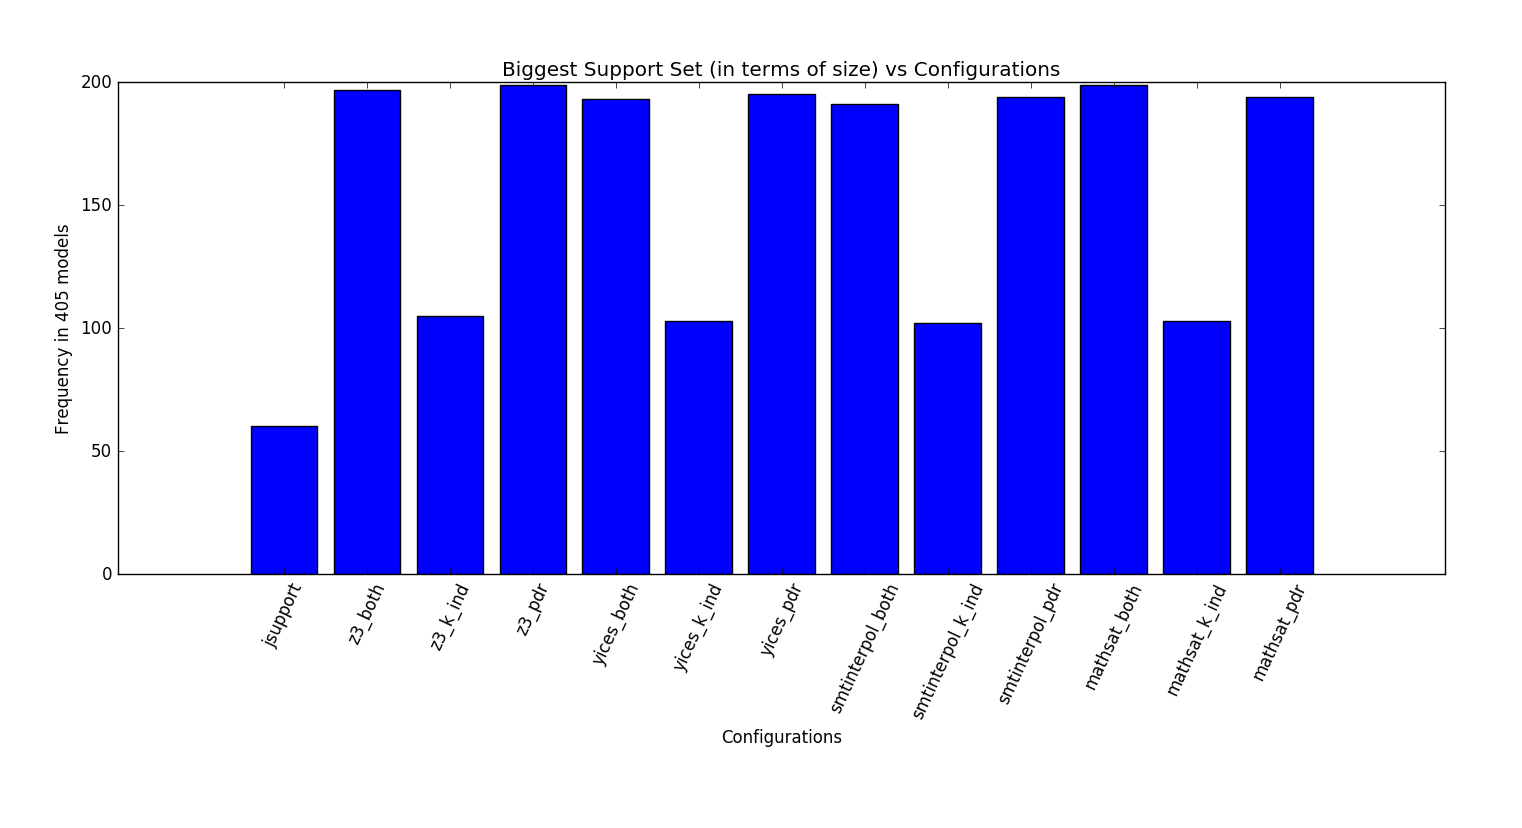 Biggest Support Set (in terms of size) vs Configurations
200
150
100
50
0
Frequency in 405 models
jsupport
z3_both
z3_k_ind
z3_pdr
yices_both
yices_k_ind
yices_pdr
smtinterpol_both
smtinterpol_k_ind
smtinterpol_pdr
mathsat_both
mathsat_k_ind
mathsat_pdr
Configurations